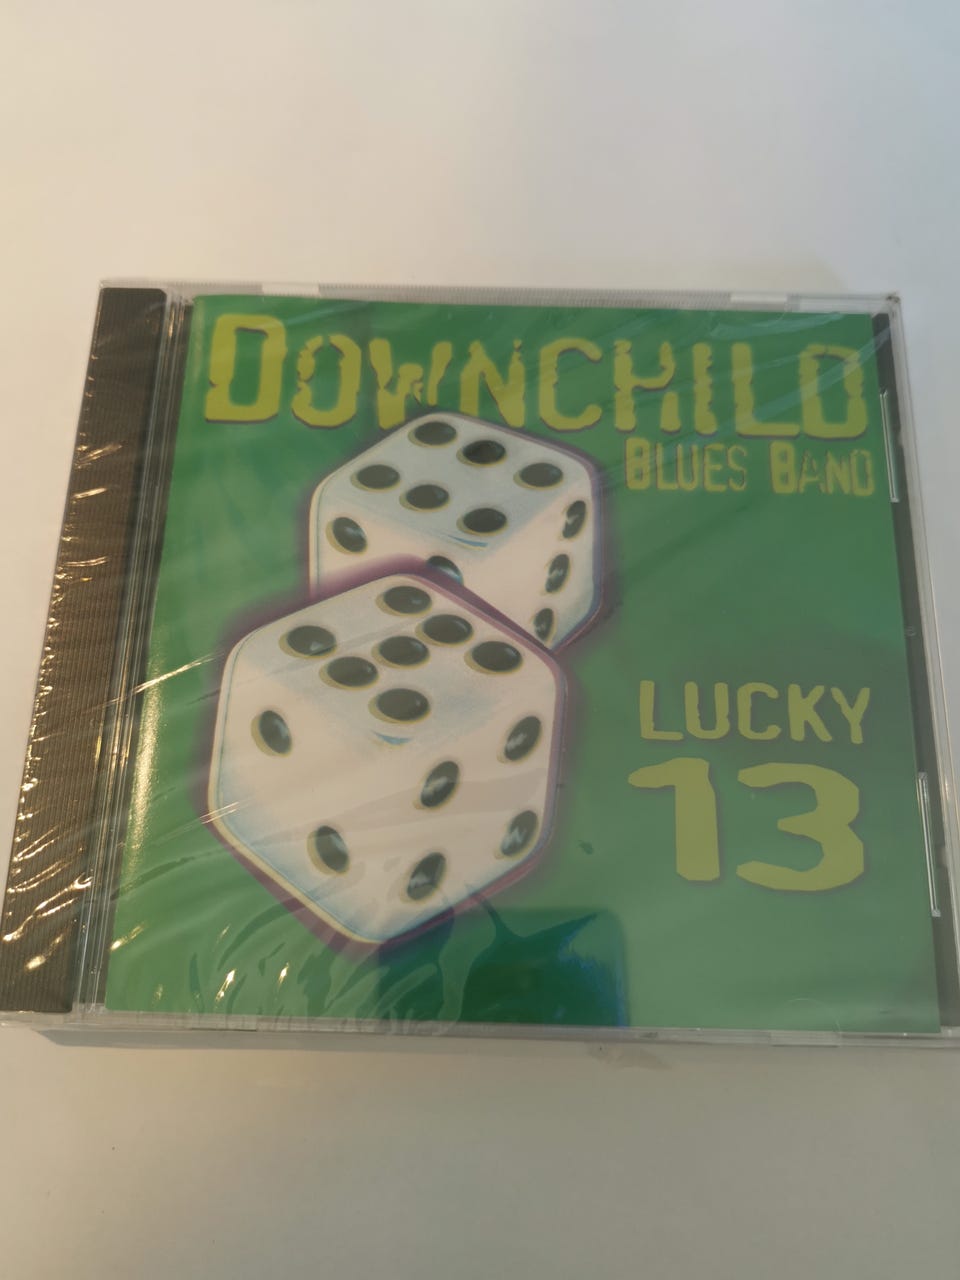 DOWNCHILD
BLUES BAND
LUCKY
13